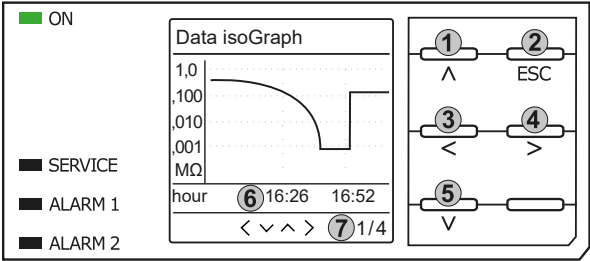 ON
SERVICE
ALARM 1
ALARM 2
Data isoGraph
1,0
,100
,010
,001
MΩ
hour 6 16:26 16:52
< ∨ ∧ > 7 1/4
1 2
∧ ESC
3 4
< >
5
∨